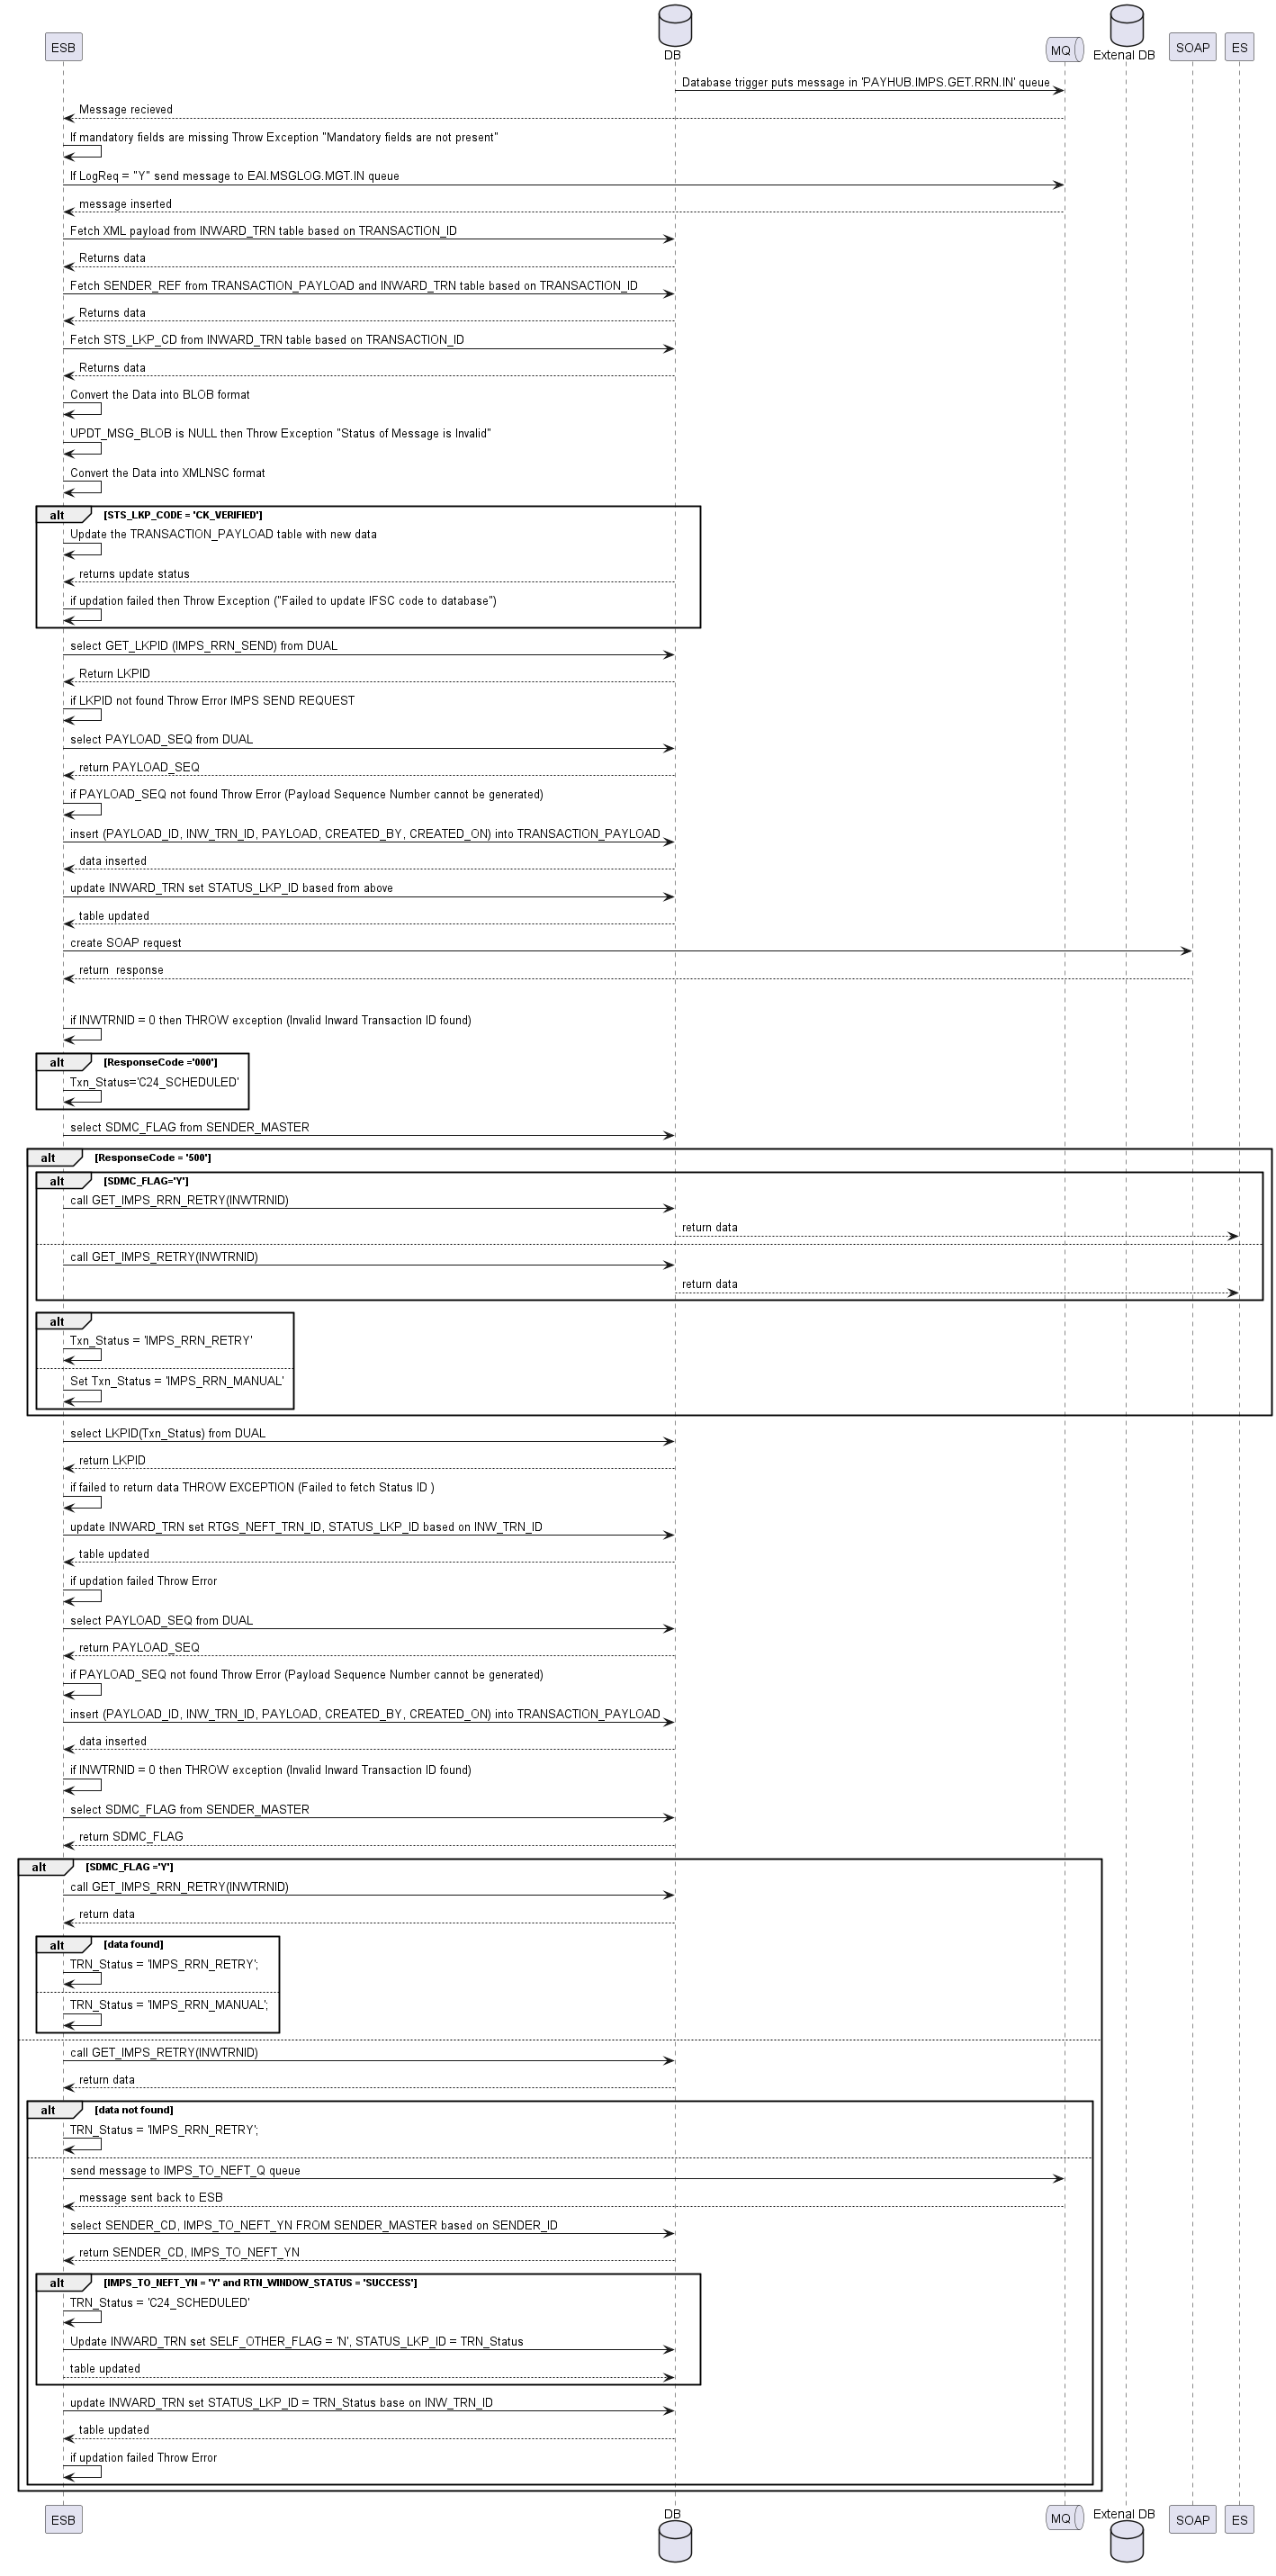 ESB
DB
MQ
Extenal DB
SOAP
ES
Database trigger puts message in 'PAYHUB.IMPS.GET.RRN.IN' queue
Message recieved
If mandatory fields are missing Throw Exception "Mandatory fields are not present"
If LogReq = "Y" send message to EAI.MSGLOG.MGT.IN queue
message inserted
Fetch XML payload from INWARD_TRN table based on TRANSACTION_ID
Returns data
Fetch SENDER_REF from TRANSACTION_PAYLOAD and INWARD_TRN table based on TRANSACTION_ID
Returns data
Fetch STS_LKP_CD from INWARD_TRN table based on TRANSACTION_ID
Returns data
Convert the Data into BLOB format
UPDT_MSG_BLOB is NULL then Throw Exception "Status of Message is Invalid"
Convert the Data into XMLNSC format
alt [STS_LKP_CODE = 'CK_VERIFIED']
Update the TRANSACTION_PAYLOAD table with new data
returns update status
if updation failed then Throw Exception ("Failed to update IFSC code to database")
select GET_LKPID (IMPS_RRN_SEND) from DUAL
Return LKPID
if LKPID not found Throw Error IMPS SEND REQUEST
select PAYLOAD_SEQ from DUAL
return PAYLOAD_SEQ
if PAYLOAD_SEQ not found Throw Error (Payload Sequence Number cannot be generated)
insert (PAYLOAD_ID, INW_TRN_ID, PAYLOAD, CREATED_BY, CREATED_ON) into TRANSACTION_PAYLOAD
data inserted
update INWARD_TRN set STATUS_LKP_ID based from above
table updated
create SOAP request
return  response
if INWTRNID = 0 then THROW exception (Invalid Inward Transaction ID found)
alt [ResponseCode ='000']
Txn_Status='C24_SCHEDULED'
select SDMC_FLAG from SENDER_MASTER
alt [ResponseCode = '500']
alt [SDMC_FLAG='Y']
call GET_IMPS_RRN_RETRY(INWTRNID)
return data
call GET_IMPS_RETRY(INWTRNID)
return data
alt
Txn_Status = 'IMPS_RRN_RETRY'
Set Txn_Status = 'IMPS_RRN_MANUAL'
select LKPID(Txn_Status) from DUAL
return LKPID
if failed to return data THROW EXCEPTION (Failed to fetch Status ID )
update INWARD_TRN set RTGS_NEFT_TRN_ID, STATUS_LKP_ID based on INW_TRN_ID
table updated
if updation failed Throw Error
select PAYLOAD_SEQ from DUAL
return PAYLOAD_SEQ
if PAYLOAD_SEQ not found Throw Error (Payload Sequence Number cannot be generated)
insert (PAYLOAD_ID, INW_TRN_ID, PAYLOAD, CREATED_BY, CREATED_ON) into TRANSACTION_PAYLOAD
data inserted
if INWTRNID = 0 then THROW exception (Invalid Inward Transaction ID found)
select SDMC_FLAG from SENDER_MASTER
return SDMC_FLAG
alt [SDMC_FLAG ='Y']
call GET_IMPS_RRN_RETRY(INWTRNID)
return data
alt [data found]
TRN_Status = 'IMPS_RRN_RETRY';
TRN_Status = 'IMPS_RRN_MANUAL';
call GET_IMPS_RETRY(INWTRNID)
return data
alt [data not found]
TRN_Status = 'IMPS_RRN_RETRY';
send message to IMPS_TO_NEFT_Q queue
message sent back to ESB
select SENDER_CD, IMPS_TO_NEFT_YN FROM SENDER_MASTER based on SENDER_ID
return SENDER_CD, IMPS_TO_NEFT_YN
alt [IMPS_TO_NEFT_YN = 'Y' and RTN_WINDOW_STATUS = 'SUCCESS']
TRN_Status = 'C24_SCHEDULED'
Update INWARD_TRN set SELF_OTHER_FLAG = 'N', STATUS_LKP_ID = TRN_Status
table updated
update INWARD_TRN set STATUS_LKP_ID = TRN_Status base on INW_TRN_ID
table updated
if updation failed Throw Error
ESB
DB
MQ
Extenal DB
SOAP
ES